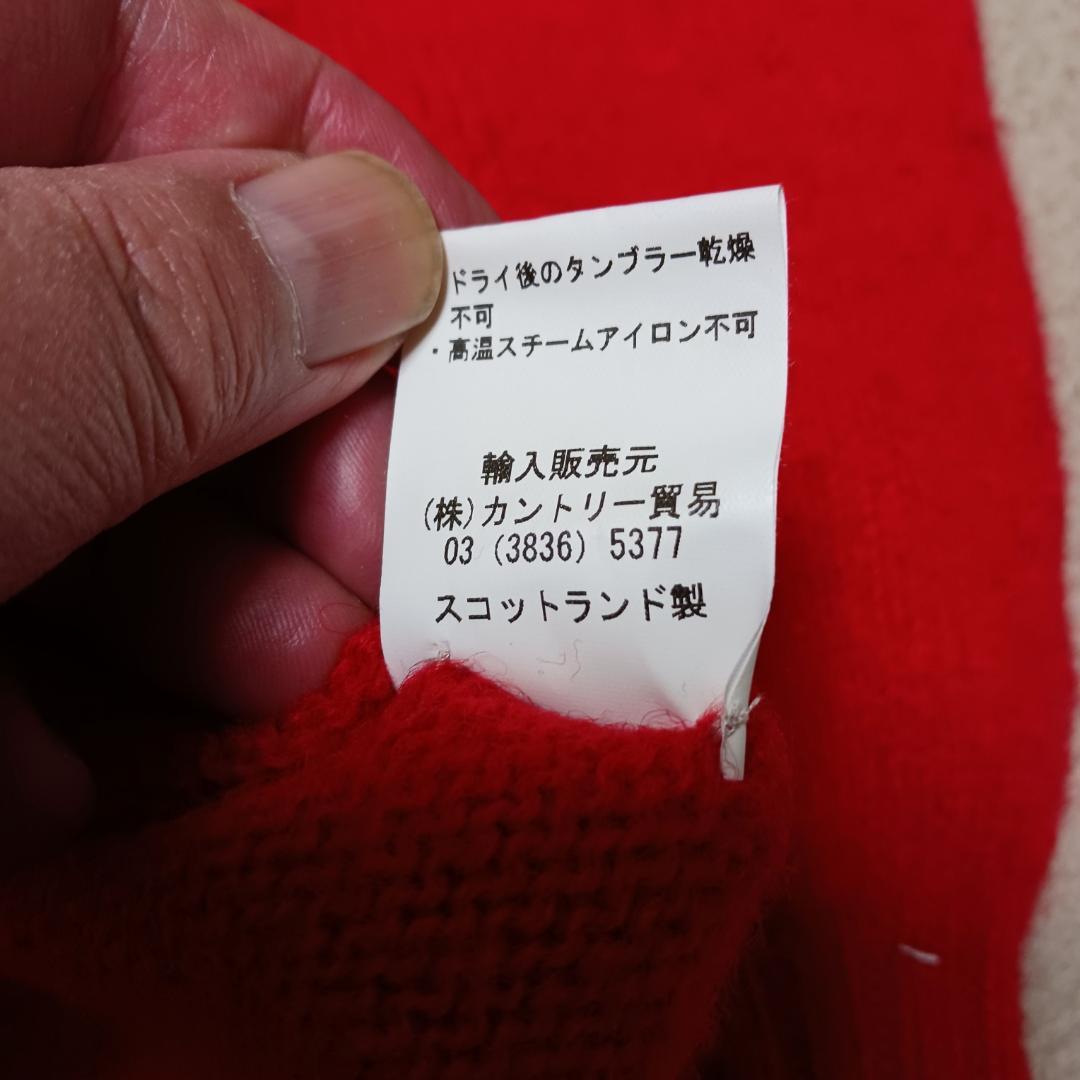 ドライ後のタンブラー乾燥
不可
・高温スチームアイロン不可
輸入販売元
(株)カントリー貿易
03 (3836) 5377
スコットランド製